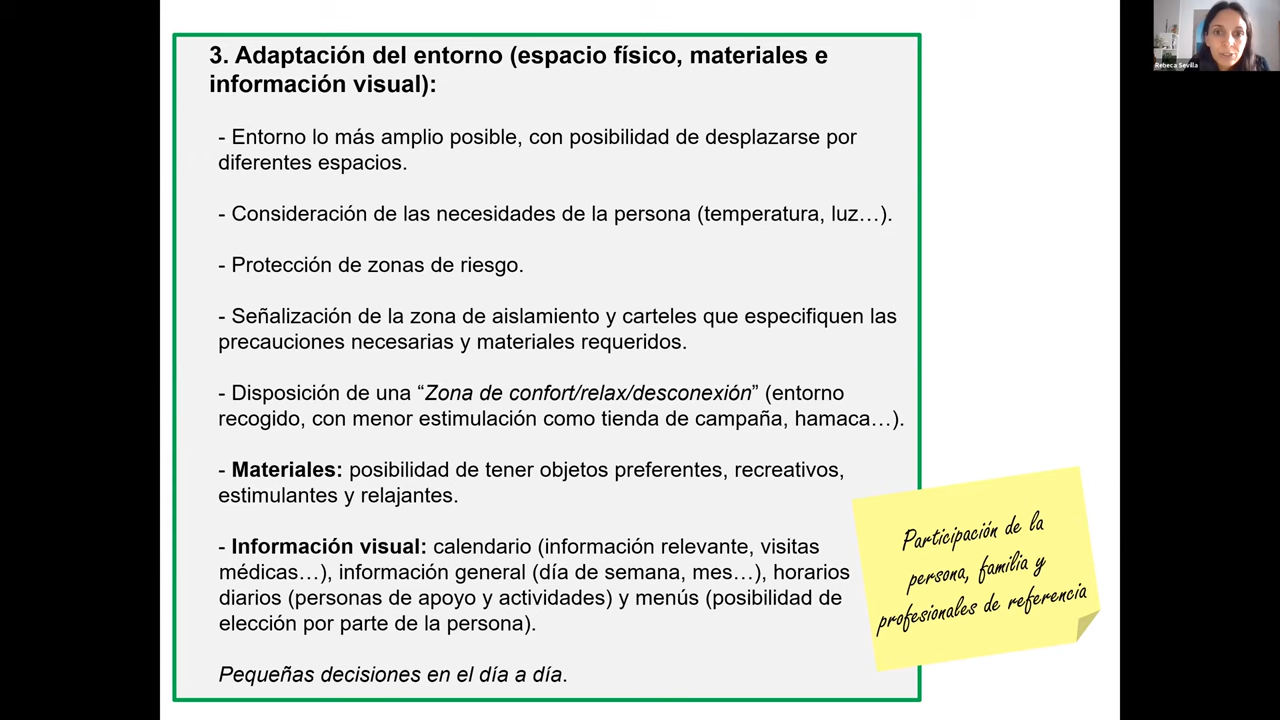 3. Adaptación del entorno (espacio físico, materiales e
información visual):
- Entorno lo más amplio posible, con posibilidad de desplazarse por
diferentes espacios.
- Consideración de las necesidades de la persona (temperatura, luz…).
- Protección de zonas de riesgo.
- Señalización de la zona de aislamiento y carteles que especifiquen las
precauciones necesarias y materiales requeridos.
- Disposición de una “Zona de confort/relax/desconexión” (entorno
recogido, con menor estimulación como tienda de campaña, hamaca…).
- Materiales: posibilidad de tener objetos preferentes, recreativos,
estimulantes y relajantes.
- Información visual: calendario (información relevante, visitas
médicas…), información general (día de semana, mes…), horarios
diarios (personas de apoyo y actividades) y menús (posibilidad de
elección por parte de la persona).
Pequeñas decisiones en el día a día.
Participación de la
persona, familia y
profesionales de referencia
Rebeca Sevilla